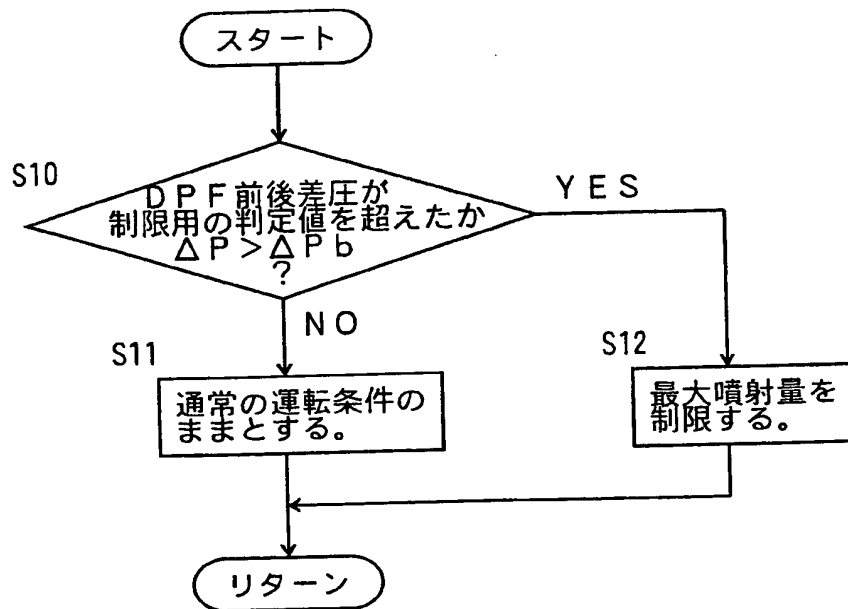 スタート
S10
DPF前後差圧が
制限用の判定値を超えたか
△P>△Pb
?
YES
NO
S11
通常の運転条件の
ままとする。
S12
最大噴射量を
制限する。
リターン